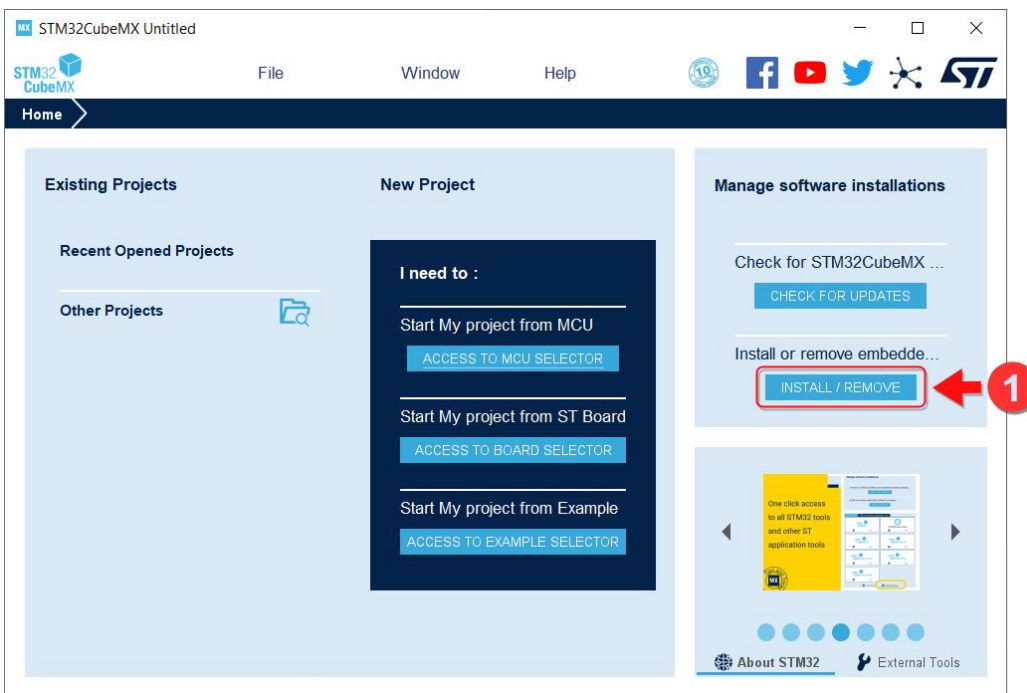 MX STM32CubeMX Untitled
STM32
CubeMX
File
Window
Help
10
f
ST
Home
Existing Projects
Recent Opened Projects
Other Projects
New Project
I need to :
Start My project from MCU
ACCESS TO MCU SELECTOR
Start My project from ST Board
ACCESS TO BOARD SELECTOR
Start My project from Example
ACCESS TO EXAMPLE SELECTOR
Manage software installations
Check for STM32CubeMX ...
CHECK FOR UPDATES
Install or remove embedde...
INSTALL / REMOVE
1
One click access
to all STM32 tools
and other ST
application tools
MX
About STM32
External Tools